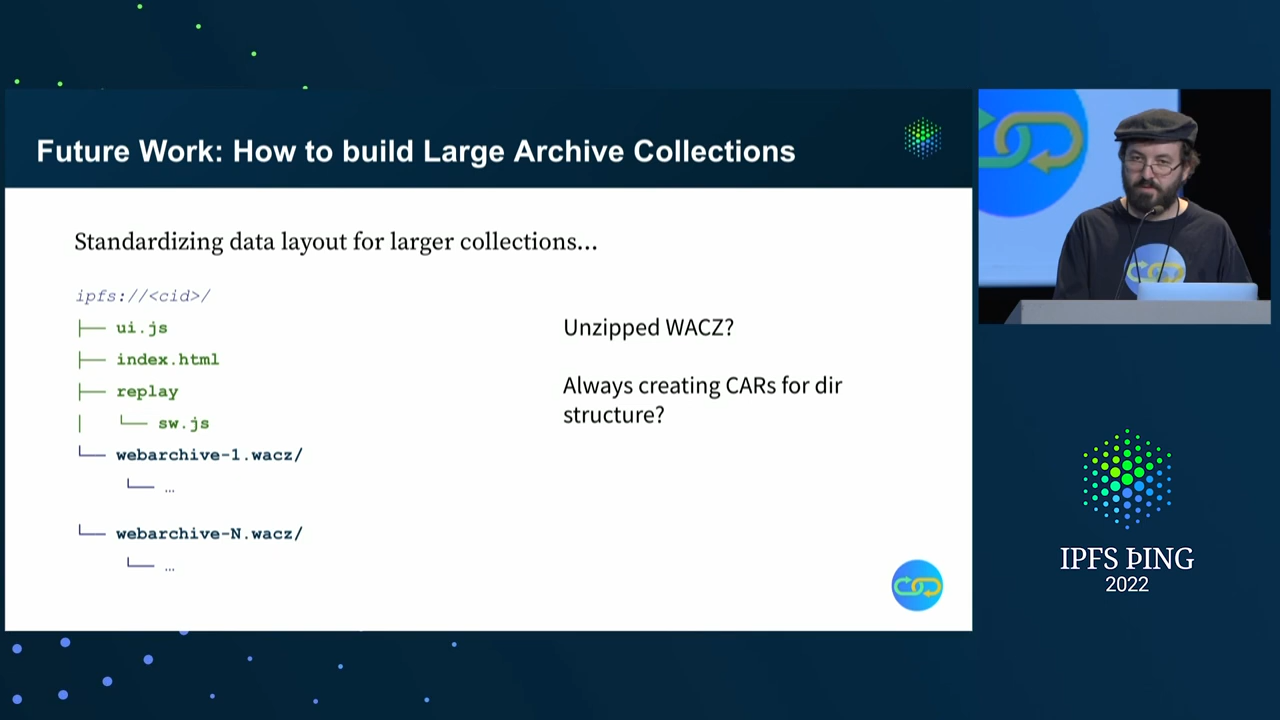 Future Work: How to build Large Archive Collections
Standardizing data layout for larger collections...
ipfs://<cid>/
├── ui.js
├── index.html
├── replay
│   └── sw.js
└── webarchive-1.wacz/
    └── …
└── webarchive-N.wacz/
    └── …
Unzipped WACZ?
Always creating CARs for dir
structure?
IPFS ÞING
2022